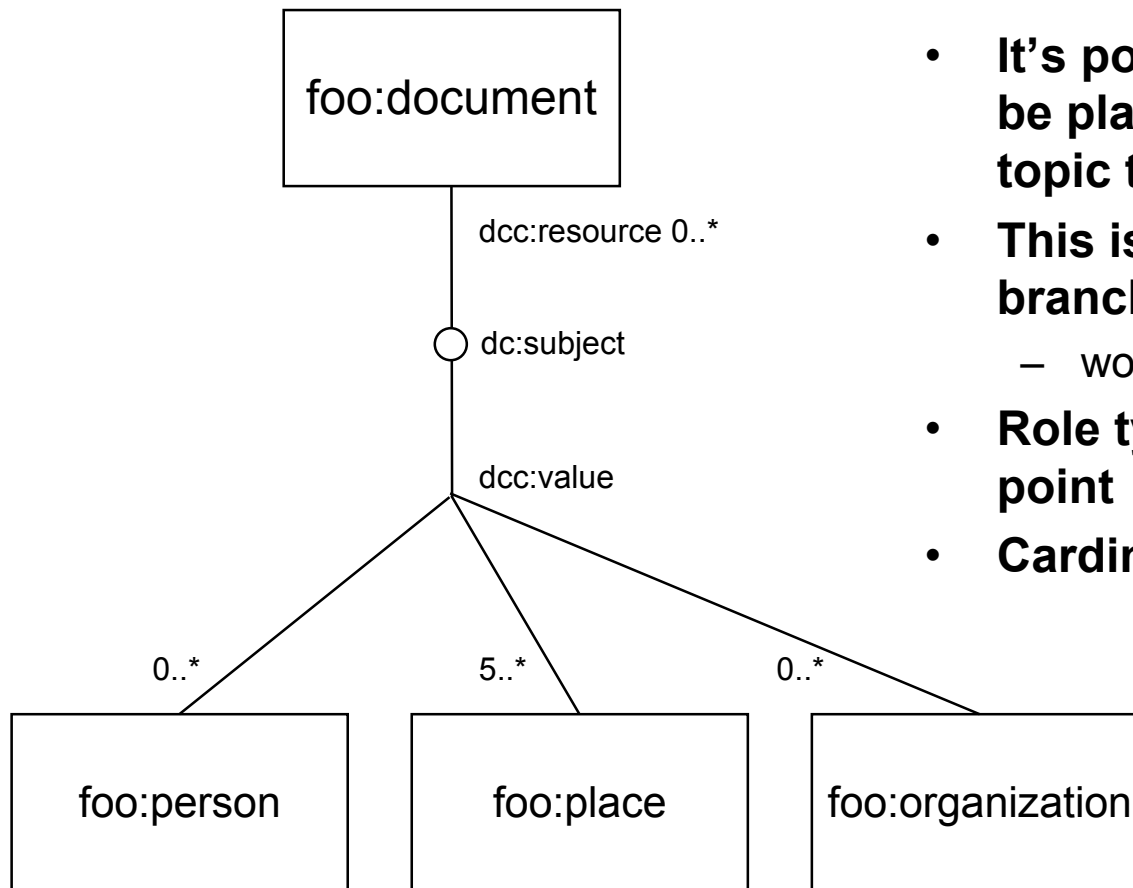 foo:document
dcc:resource 0..*
dc:subject
dcc:value
0..*
5..*
0..*
foo:person
foo:place
foo:organization
• It’s po
be pla
topic t
• This is
branch
– wo
• Role ty
point
• Cardin